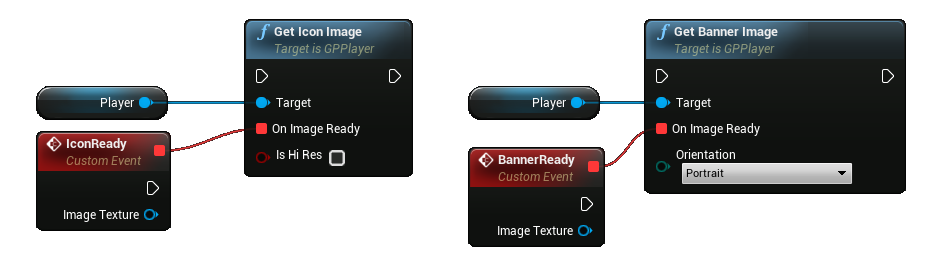 Get Icon Image
Target is GPPlayer
Player
Target
On Image Ready
Is Hi Res
IconReady
Custom Event
Image Texture
Get Banner Image
Target is GPPlayer
Player
Target
On Image Ready
Orientation
Portrait
BannerReady
Custom Event
Image Texture